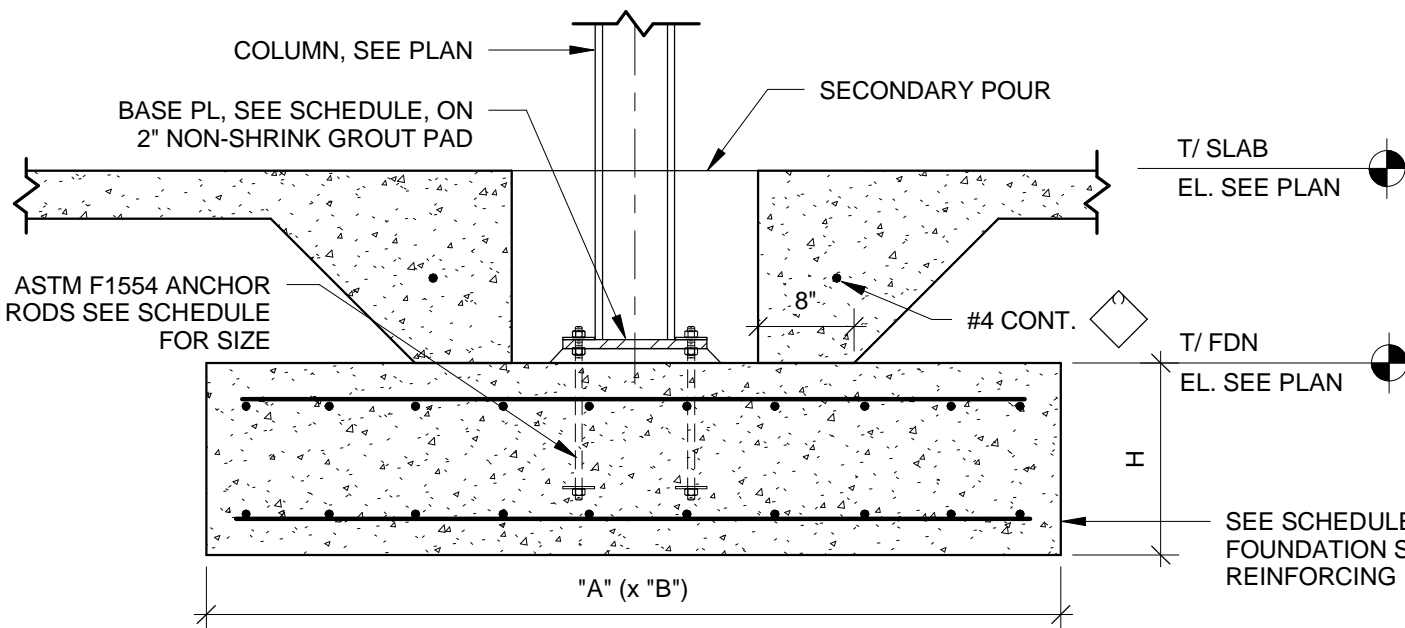 COLUMN, SEE PLAN
BASE PL, SEE SCHEDULE, ON
2" NON-SHRINK GROUT PAD
SECONDARY POUR
T/ SLAB
EL. SEE PLAN
ASTM F1554 ANCHOR
RODS SEE SCHEDULE
FOR SIZE
8"
#4 CONT.
T/ FDN
EL. SEE PLAN
H
SEE SCHEDULE
FOUNDATION S
REINFORCING
"A" (x "B")